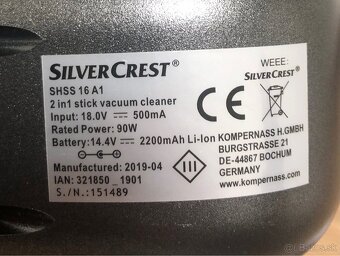 SILVERCREST®
SHSS 16 A1
2 in1 stick vacuum cleaner
Input: 18.0V ⎓ 500mA
Rated Power: 90W
Battery:14.4V ⎓ 2200mAh Li-Ion
Manufactured: 2019-04
IAN: 321850_1901
S./N.:151489
WEEE:
SILVERCREST®
CE
KOMPERNASS H.GMBH
BURGSTRASSE 21
DE-44867 BOCHUM
GERMANY
www.kompernass.com
III